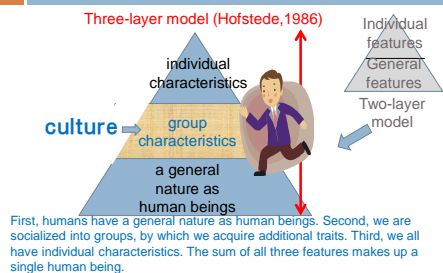 Three-layer model (Hofstede,1986)
individual
characteristics
culture
group
characteristics
a general
nature as
human beings
Individual
features
General
features
Two-layer
model
First, humans have a general nature as human beings. Second, we are
socialized into groups, by which we acquire additional traits. Third, we all
have individual characteristics. The sum of all three features makes up a
single human being.